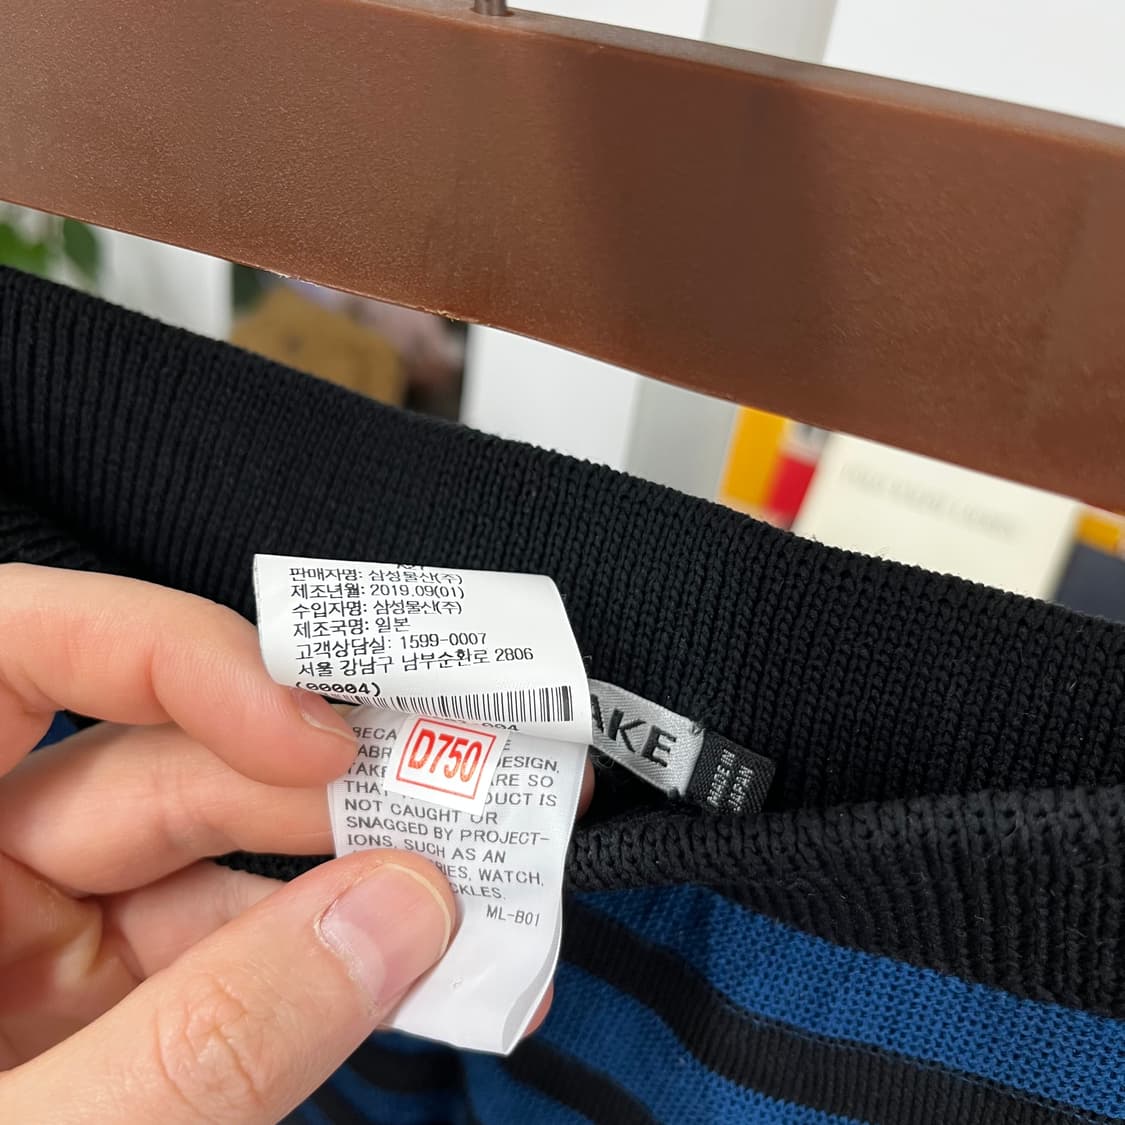 판매자명: 삼성물산(주)
제조년월: 2019.09(01)
수입자명: 삼성물산(주)
제조국명: 일본
고객상담실: 1599-0007
서울 강남구 남부순환로 2806
(00004)
D750
DESIGN,
ARE SO
IS
NOT CAUGHT OR
SNAGGED BY PROJECT-
IONS, SUCH AS AN
WATCH,
ML-B01
AKE
MADE IN
JAPAN